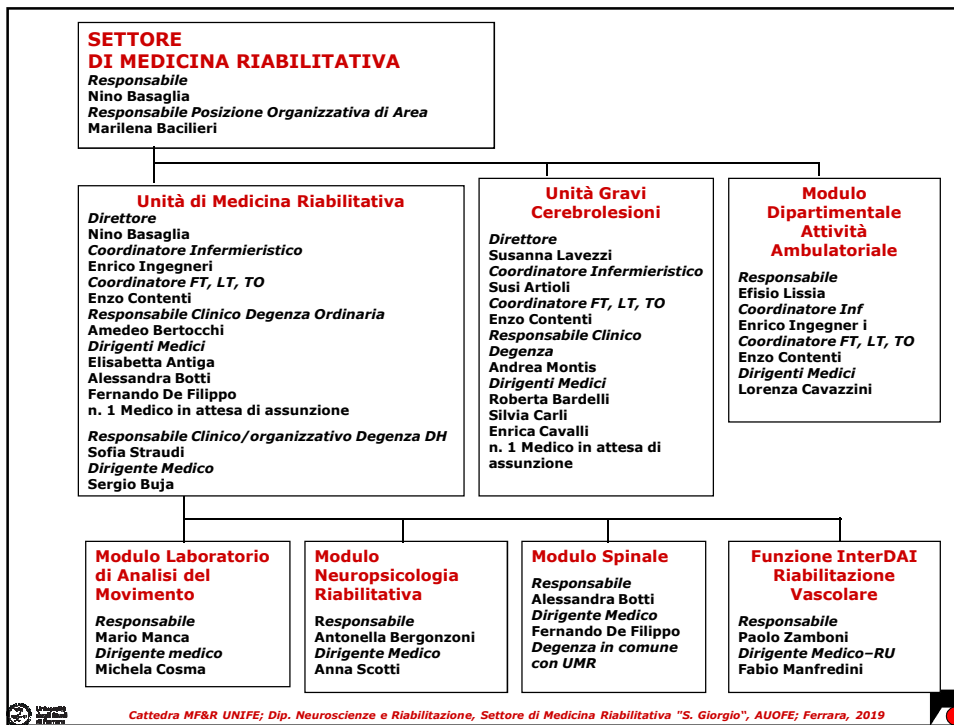 SETTORE
DI MEDICINA RIABILITATIVA
Responsabile
Nino Basaglia
Responsabile Posizione Organizzativa di Area
Marilena Bacilieri
Unità di Medicina Riabilitativa
Direttore
Nino Basaglia
Coordinatore Infermieristico
Enrico Ingegneri
Coordinatore FT, LT, TO
Enzo Contenti
Responsabile Clinico Degenza Ordinaria
Amedeo Bertocchi
Dirigenti Medici
Elisabetta Antiga
Alessandra Botti
Fernando De Filippo
n. 1 Medico in attesa di assunzione
Responsabile Clinico/organizzativo Degenza DH
Sofia Straudi
Dirigente Medico
Sergio Buja
Unità Gravi
Cerebrolesioni
Direttore
Susanna Lavezzi
Coordinatore Infermieristico
Susi Artioli
Coordinatore FT, LT, TO
Enzo Contenti
Responsabile Clinico
Degenza
Andrea Montis
Dirigenti Medici
Roberta Bardelli
Silvia Carli
Enrica Cavalli
n. 1 Medico in attesa di
assunzione
Modulo
Dipartimentale
Attività
Ambulatoriale
Responsabile
Efisio Lissia
Coordinatore Inf
Enrico Ingegner i
Coordinatore FT, LT, TO
Enzo Contenti
Dirigenti Medici
Lorenza Cavazzini
Modulo Laboratorio
di Analisi del
Movimento
Responsabile
Mario Manca
Dirigente medico
Michela Cosma
Modulo
Neuropsicologia
Riabilitativa
Responsabile
Antonella Bergonzoni
Dirigente Medico
Anna Scotti
Modulo Spinale
Responsabile
Alessandra Botti
Dirigente Medico
Fernando De Filippo
Degenza in comune
con UMR
Funzione InterDAI
Riabilitazione
Vascolare
Responsabile
Paolo Zamboni
Dirigente Medico–RU
Fabio Manfredini
Università
degli Studi
di Ferrara
Cattedra MF&R UNIFE; Dip. Neuroscienze e Riabilitazione, Settore di Medicina Riabilitativa "S. Giorgio", AUOFE; Ferrara, 2019